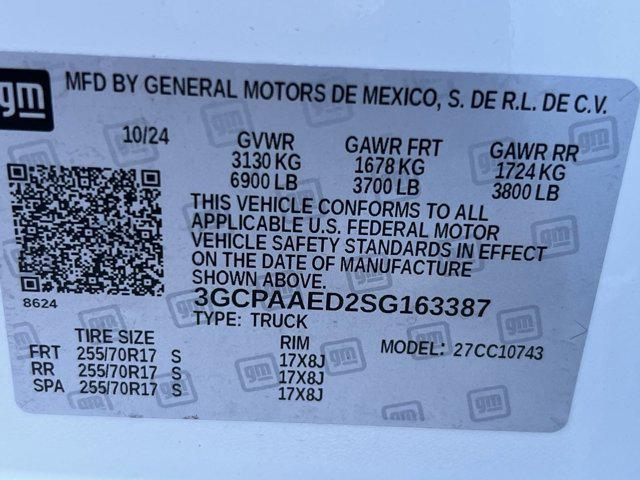 gm
MFD BY GENERAL MOTORS DE MEXICO, S. DE R.L. DE C.V.
10/24 GVWR GAWR FRT GAWR RR
3130 KG 1678 KG 1724 KG
6900 LB 3700 LB 3800 LB
THIS VEHICLE CONFORMS TO ALL
APPLICABLE U.S. FEDERAL MOTOR
VEHICLE SAFETY STANDARDS IN EFFECT
ON THE DATE OF MANUFACTURE
SHOWN ABOVE.
8624
3GCPAAED2SG163387
TYPE: TRUCK
TIRE SIZE RIM MODEL: 27CC10743
FRT 255/70R17 S 17X8J
RR 255/70R17 S 17X8J
SPA 255/70R17 S 17X8J